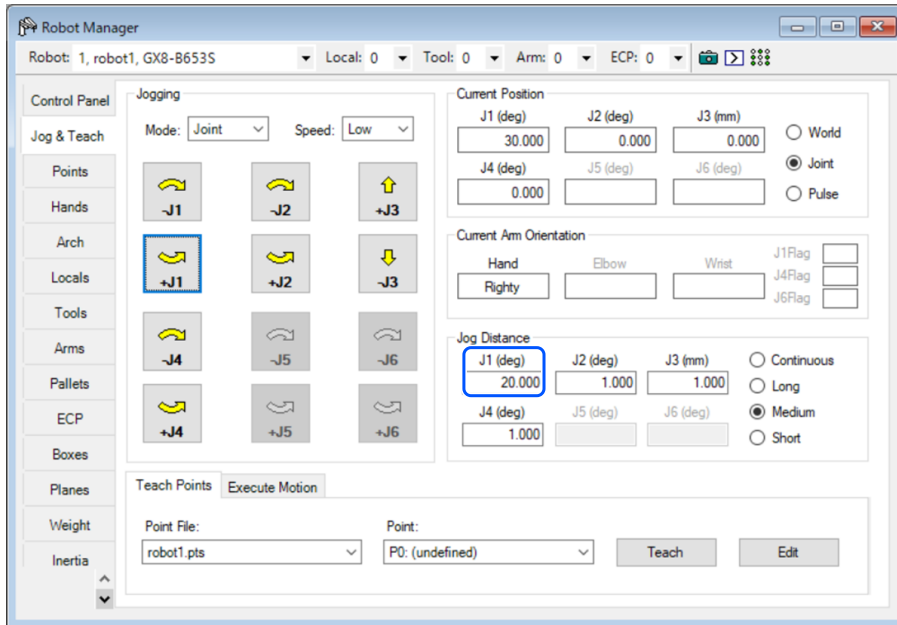 Robot Manager
Robot: 1, robot1, GX8-B653S Local: 0 Tool: 0 Arm: 0 ECP: 0
Control Panel
Jog & Teach
Points
Hands
Arch
Locals
Tools
Arms
Pallets
ECP
Boxes
Planes
Weight
Inertia
Jogging
Mode: Joint Speed: Low
-J1 -J2 +J3
+J1 +J2 -J3
-J4 -J5 -J6
+J4 +J5 +J6
Current Position
J1 (deg) J2 (deg) J3 (mm)
30.000 0.000 0.000
J4 (deg) J5 (deg) J6 (deg)
0.000
World
Joint
Pulse
Current Arm Orientation
Hand Elbow Wrist
Righty
J1Flag
J4Flag
J6Flag
Jog Distance
J1 (deg) J2 (deg) J3 (mm)
20.000 1.000 1.000
J4 (deg) J5 (deg) J6 (deg)
1.000
Continuous
Long
Medium
Short
Teach Points Execute Motion
Point File: Point:
robot1.pts P0: (undefined) Teach Edit